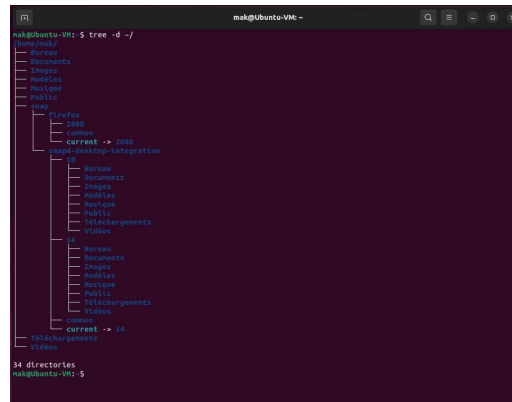 mak@Ubuntu-VM: ~
mak@Ubuntu-VM:~$ tree -d ~/
/home/mak/
├── Bureau
├── Documents
├── Images
├── Modèles
├── Musique
├── Public
├── snap
│   ├── firefox
│   │   ├── 2088
│   │   ├── common
│   │   └── current -> 2088
│   └── snapd-desktop-integration
│       ├── 10
│       │   ├── Bureau
│       │   ├── Documents
│       │   ├── Images
│       │   ├── Modèles
│       │   ├── Musique
│       │   ├── Public
│       │   ├── Téléchargements
│       │   └── Vidéos
│       ├── 14
│       │   ├── Bureau
│       │   ├── Documents
│       │   ├── Images
│       │   ├── Modèles
│       │   ├── Musique
│       │   ├── Public
│       │   ├── Téléchargements
│       │   └── Vidéos
│       ├── common
│       └── current -> 14
├── Téléchargements
└── Vidéos
34 directories
mak@Ubuntu-VM:~$